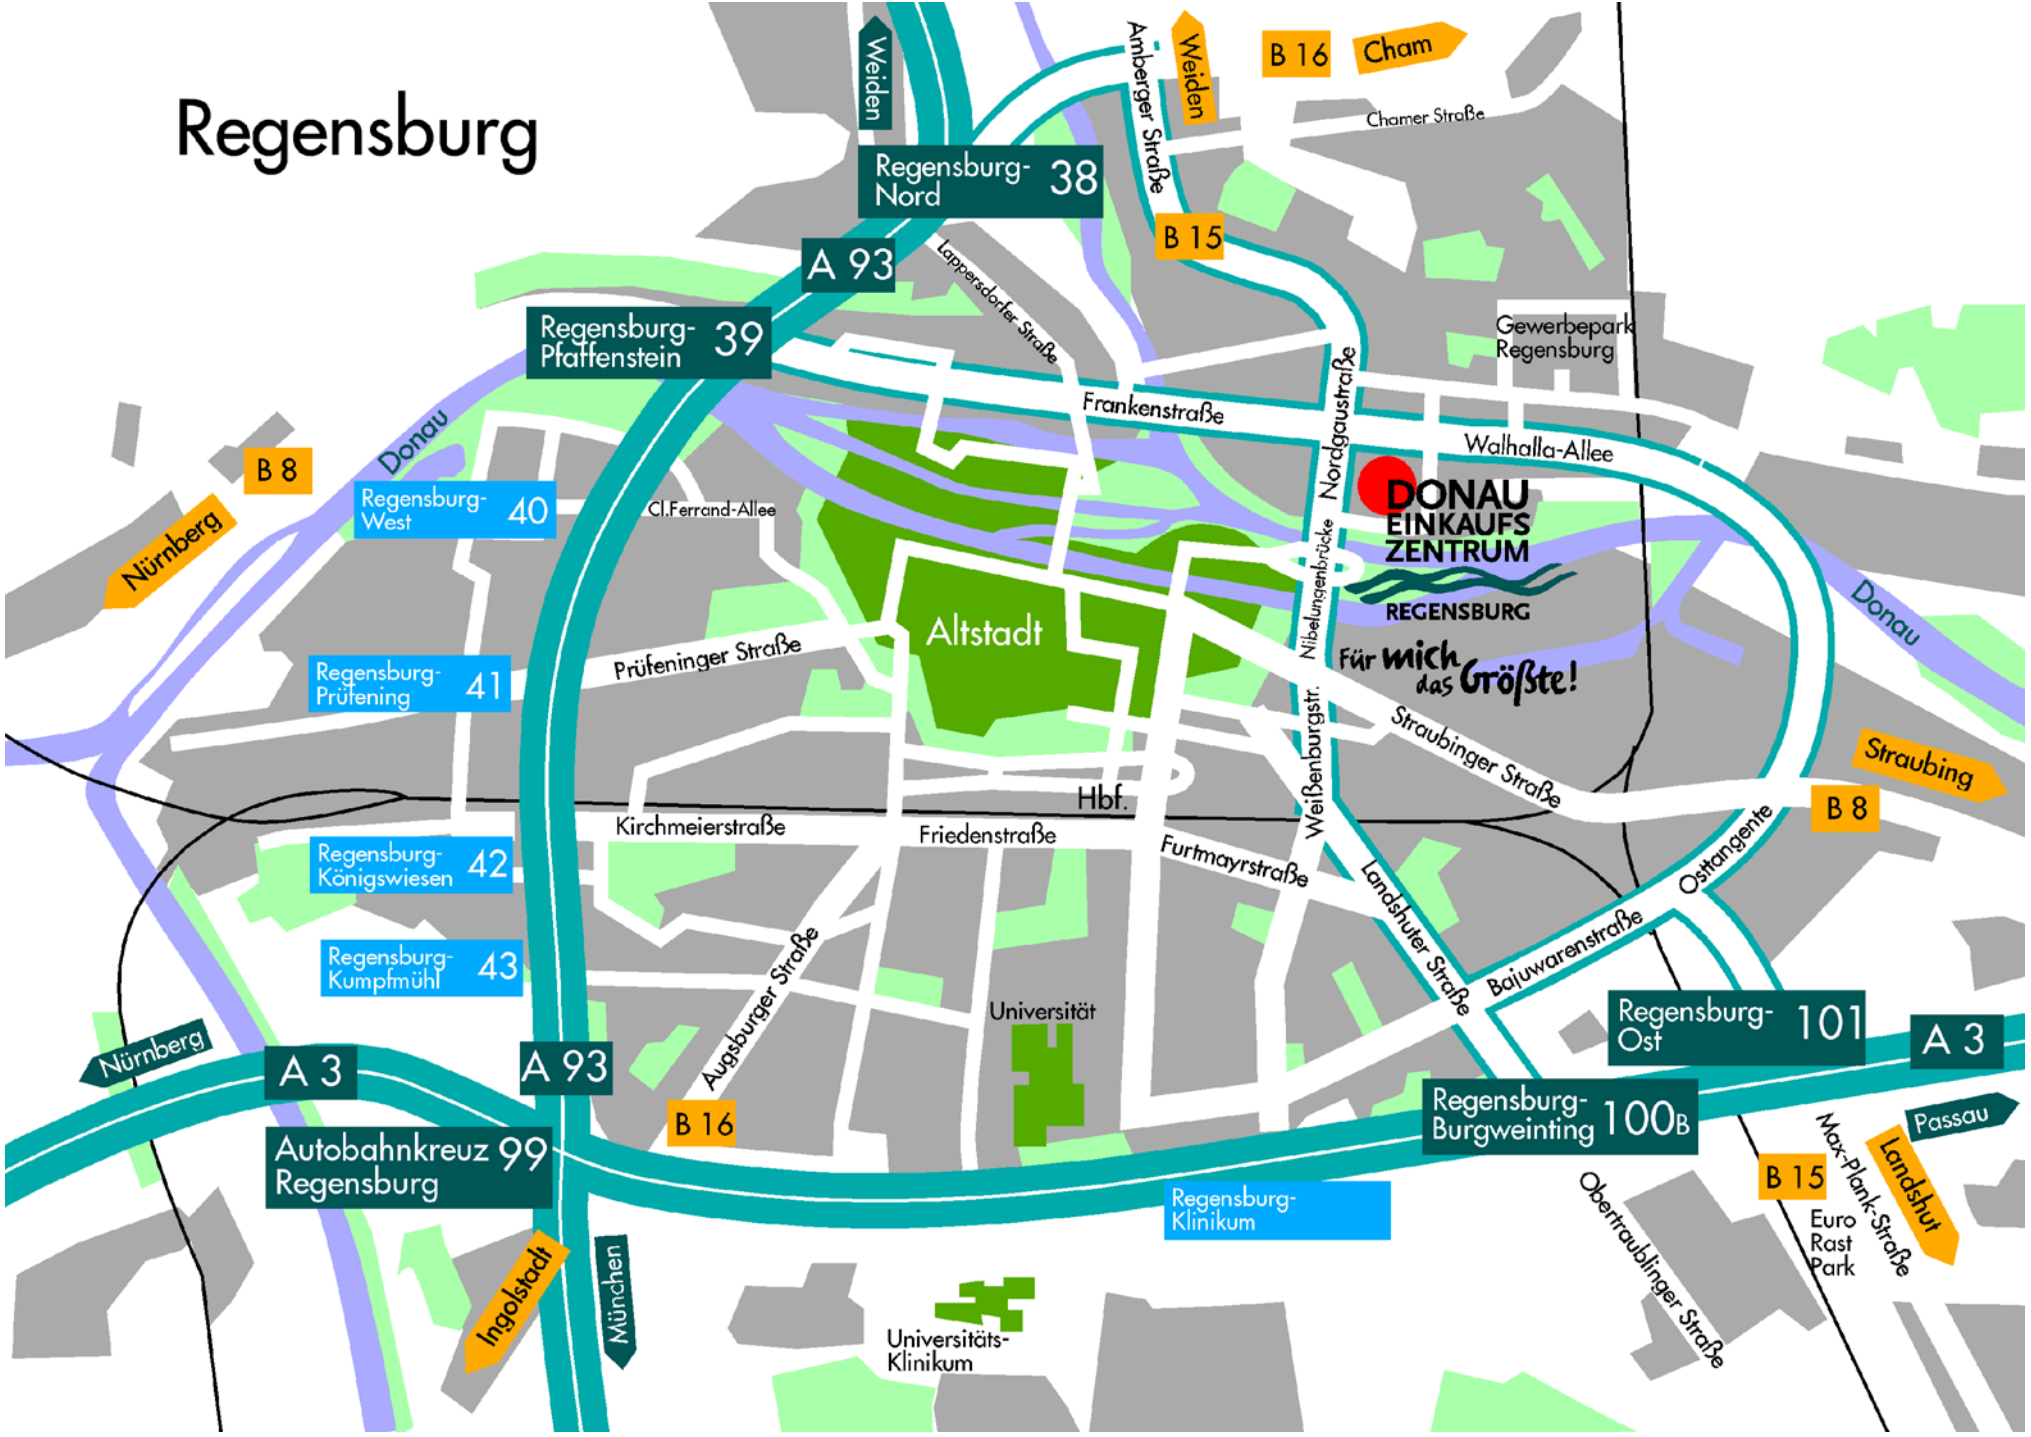 Regensburg
Weiden
Amberger Straße
Weiden
B 16
Cham
Chamer Straße
Regensburg-
Nord
38
B 15
A 93
Lappersdorfer Straße
Regensburg-
Pfaffenstein
39
Gewerbepark
Regensburg
Frankenstraße
Nordgaustraße
Walhalla-Allee
Donau
B 8
Nürnberg
Regensburg-
West
40
Cl.Ferrand-Allee
DONAU
EINKAUFS
ZENTRUM
REGENSBURG
Für mich
das Größte!
Nibelungenbrücke
Donau
Altstadt
Prüfeninger Straße
Regensburg-
Prüfening
41
Weißenburgstr.
Straubinger Straße
Straubing
B 8
Hbf.
Kirchmeierstraße
Friedenstraße
Furtmayrstraße
Regensburg-
Königswiesen
42
Landshuter Straße
Osttangente
Bajuwarenstraße
Regensburg-
Kumpfmühl
43
Augsburger Straße
Universität
Regensburg-
Ost
101
A 3
Nürnberg
A 3
A 93
B 16
Regensburg-
Burgweinting
100B
Passau
Autobahnkreuz
Regensburg
99
Max-Plank-Straße
Landshut
B 15
Regensburg-
Klinikum
Euro
Rast
Park
Obertraublinger Straße
Ingolstadt
München
Universitäts-
Klinikum